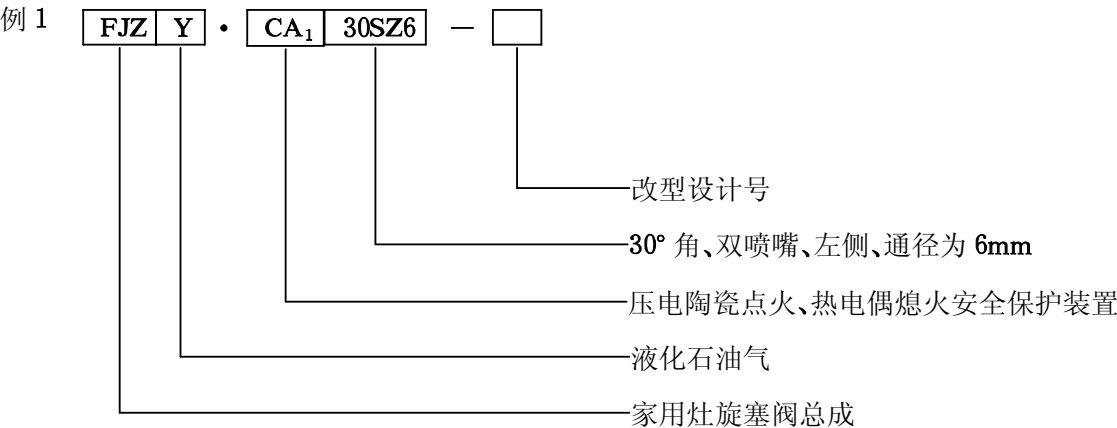 例 1 FJZ Y · CA₁ 30SZ6 —
改型设计号
30° 角、双喷嘴、左侧、通径为 6mm
压电陶瓷点火、热电偶熄火安全保护装置
液化石油气
家用灶旋塞阀总成